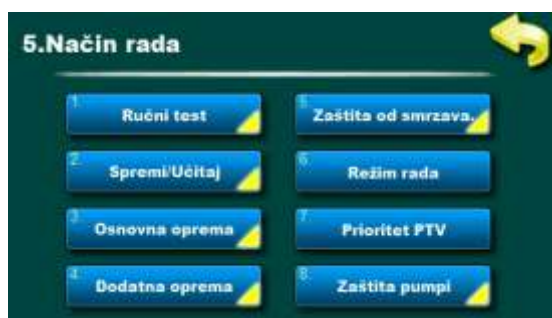 5.Način rada
1.
Ručni test
2.
Spremi/Učitaj
3.
Osnovna oprema
4.
Dodatna oprema
5.
Zaštita od smrzava.
6.
Režim rada
7.
Prioritet PTV
8.
Zaštita pumpi